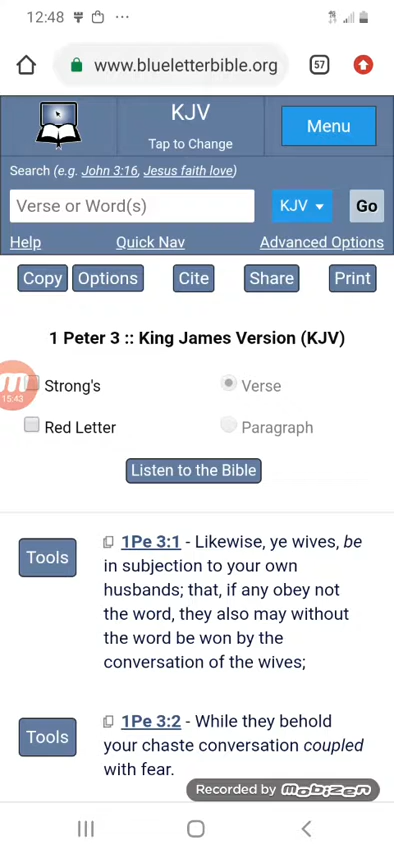 12:48
www.blueletterbible.org
57
KJV
Tap to Change
Menu
Search (e.g. John 3:16, Jesus faith love)
Verse or Word(s)
KJV
Go
Help Quick Nav Advanced Options
Copy Options Cite Share Print
1 Peter 3 :: King James Version (KJV)
Strong's Verse
15:43
Red Letter Paragraph
Listen to the Bible
Tools
1Pe 3:1 - Likewise, ye wives, be
in subjection to your own
husbands; that, if any obey not
the word, they also may without
the word be won by the
conversation of the wives;
Tools
1Pe 3:2 - While they behold
your chaste conversation coupled
with fear.
Recorded by mobizen